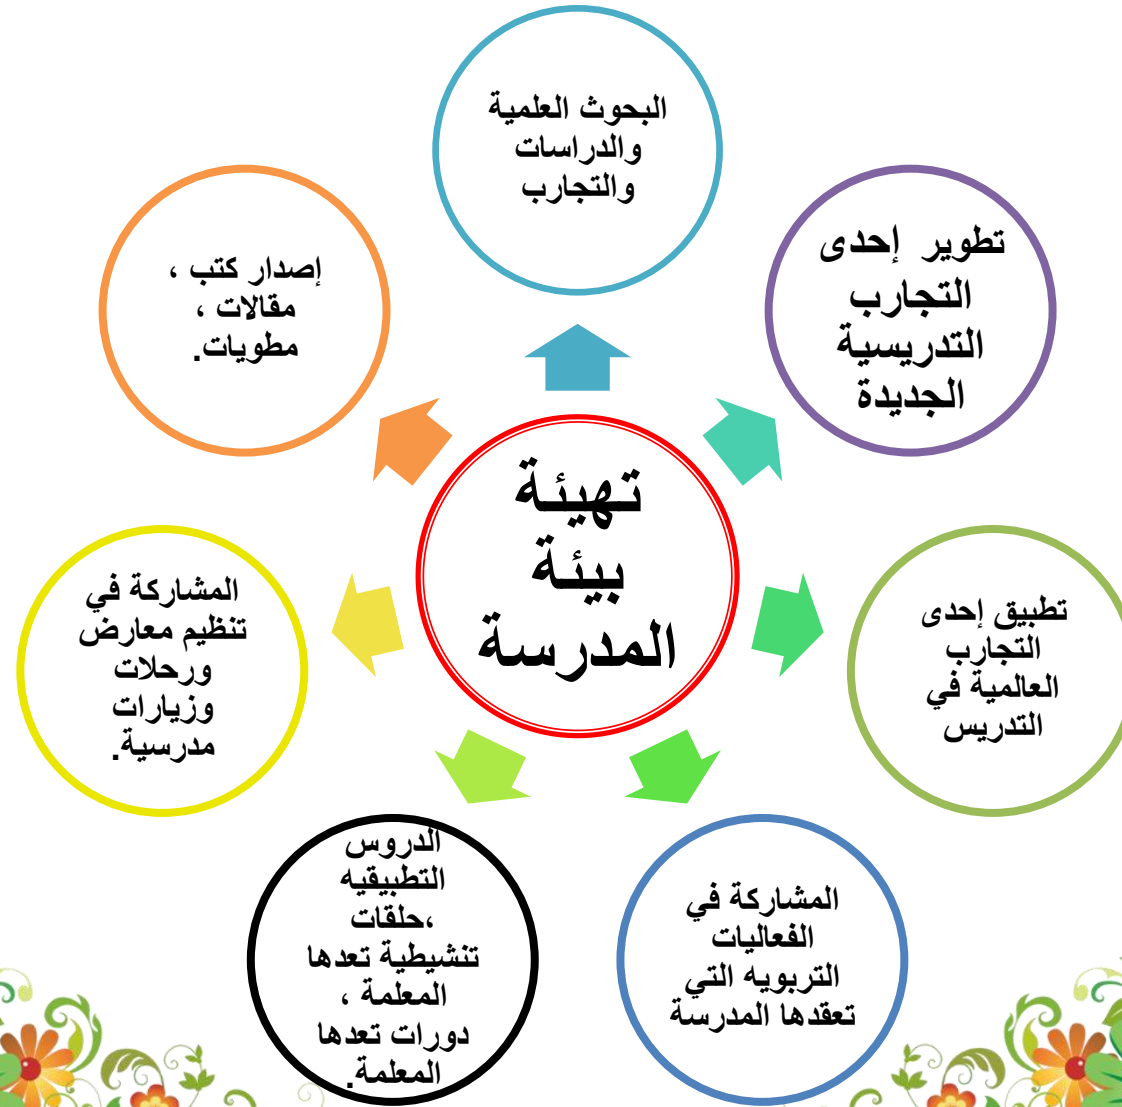 البحوث العلمية
والدراسات
والتجارب
تطوير إحدى
التجارب
التدريسية
الجديدة
إصدار كتب ،
مقالات ،
مطويات.
تهيئة
بيئة
المدرسة
تطبيق إحدى
التجارب
العالمية في
التدريس
المشاركة في
تنظيم معارض
ورحلات
وزيارات
مدرسية.
المشاركة في
الفعاليات
التربويه التي
تعقدها المدرسة
الدروس
التطبيقيه
،حلقات
تنشيطية تعدها
المعلمة ،
دورات تعدها
المعلمة.